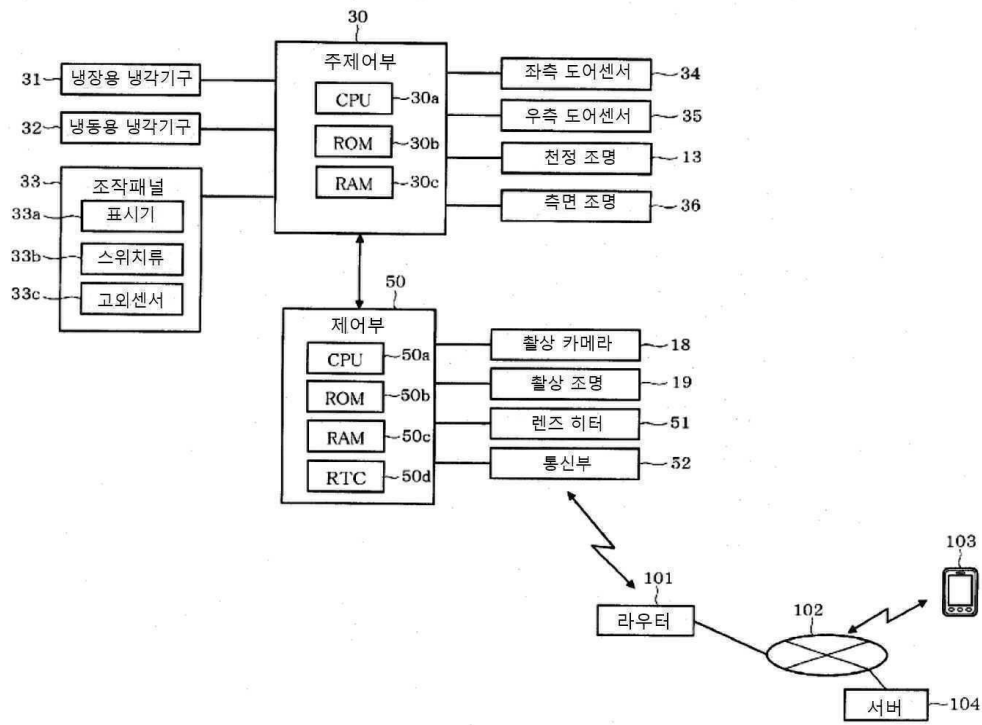 30
주제어부
CPU
30a
ROM
30b
RAM
30c
31
냉장용 냉각기구
32
냉동용 냉각기구
33
조작패널
33a
표시기
33b
스위치류
33c
고외센서
좌측 도어센서
34
우측 도어센서
35
천정 조명
13
측면 조명
36
50
제어부
CPU
50a
ROM
50b
RAM
50c
RTC
50d
촬상 카메라
18
촬상 조명
19
렌즈 히터
51
통신부
52
101
라우터
102
103
서버
104